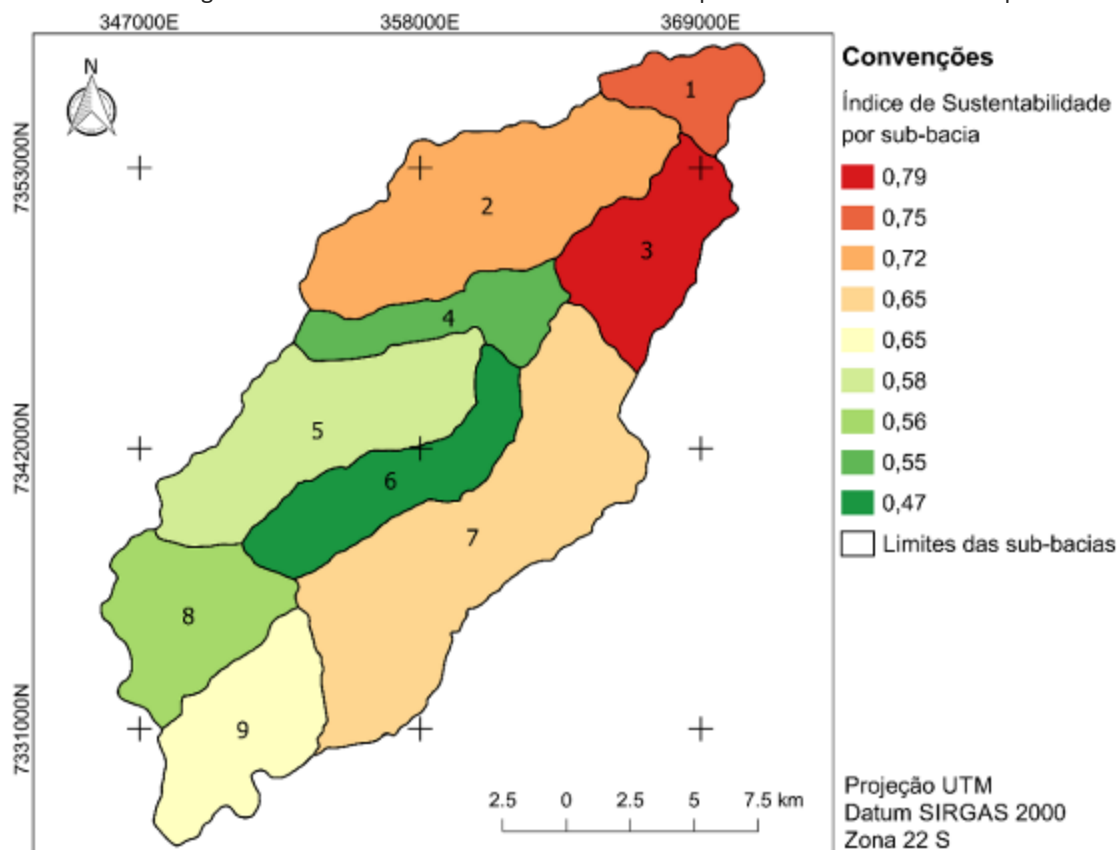 347000E 358000E 369000E
N
7353000N
7342000N
7331000N
1
2
3
4
5
6
7
8
9
2.5 0 2.5 5 7.5 km
Convenções
Índice de Sustentabilidade
por sub-bacia
0,79
0,75
0,72
0,65
0,65
0,58
0,56
0,55
0,47
Limites das sub-bacias
Projeção UTM
Datum SIRGAS 2000
Zona 22 S